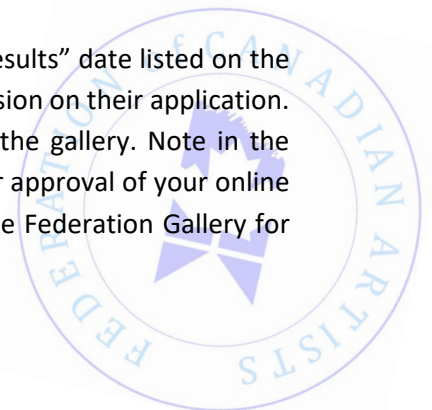 esults” date listed on the
sion on their application.
the gallery. Note in the
r approval of your online
e Federation Gallery for
FEDERATION of CANADIAN ARTISTS